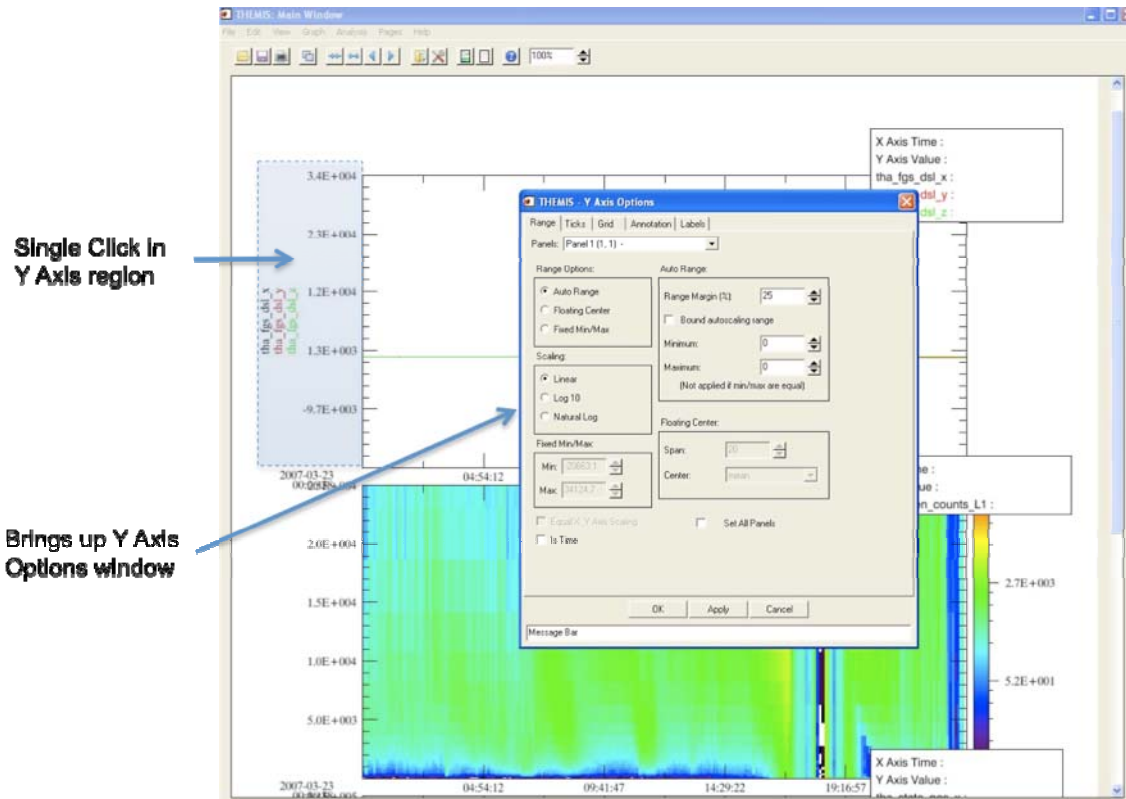 THEMIS: Main Window
File Edit View Graph Analysis Pages Help
100%
X Axis Time :
Y Axis Value :
tha_fgs_dsl_x :
dsl_y :
dsl_z :
3.4E+004
2.3E+004
1.2E+004
1.3E+003
-9.7E+003
tha_fgs_dsl_x
tha_fgs_dsl_y
tha_fgs_dsl_z
Single Click in
Y Axis region
Brings up Y Axis
Options window
THEMIS - Y Axis Options
Range Ticks Grid Annotation Labels
Panels: Panel 1 (1, 1) -
Range Options:
Auto Range
Floating Center
Fixed Min/Max
Scaling:
Linear
Log 10
Natural Log
Fixed Min/Max:
Min: -20663.1
Max: 34124.7
Equal X, Y Axis Scaling
Is Time
Auto Range:
Range Margin (%): 25
Bound autoscaling range
Minimum: 0
Maximum: 0
(Not applied if min/max are equal)
Floating Center:
Span: 20
Center: mean
Set All Panels
OK Apply Cancel
Message Bar
2007-03-23
04:54:12
ne :
ue :
en_counts_L1 :
2.0E+004
1.5E+004
1.0E+004
5.0E+003
2.7E+003
5.2E+001
2007-03-23
04:54:12 09:41:47 14:29:22 19:16:57
X Axis Time :
Y Axis Value :